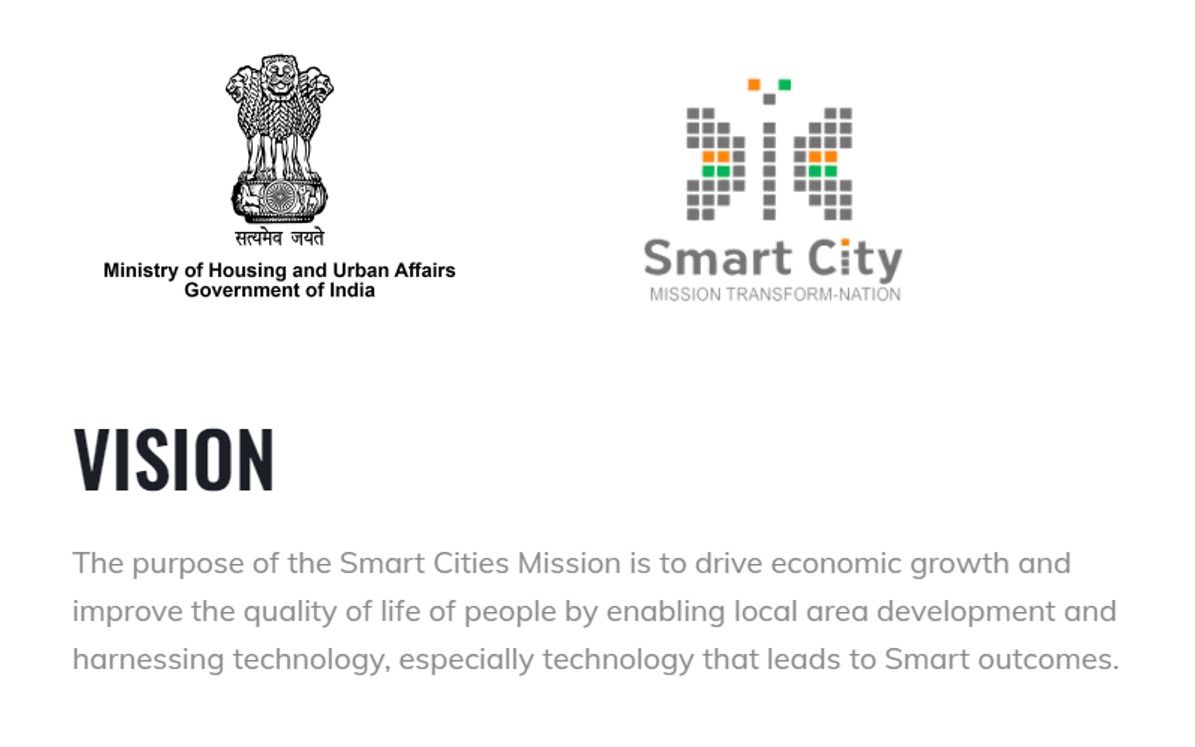 सत्यमेव जयते
Ministry of Housing and Urban Affairs
Government of India
Smart City
MISSION TRANSFORM-NATION
VISION
The purpose of the Smart Cities Mission is to drive economic growth and
improve the quality of life of people by enabling local area development and
harnessing technology, especially technology that leads to Smart outcomes.